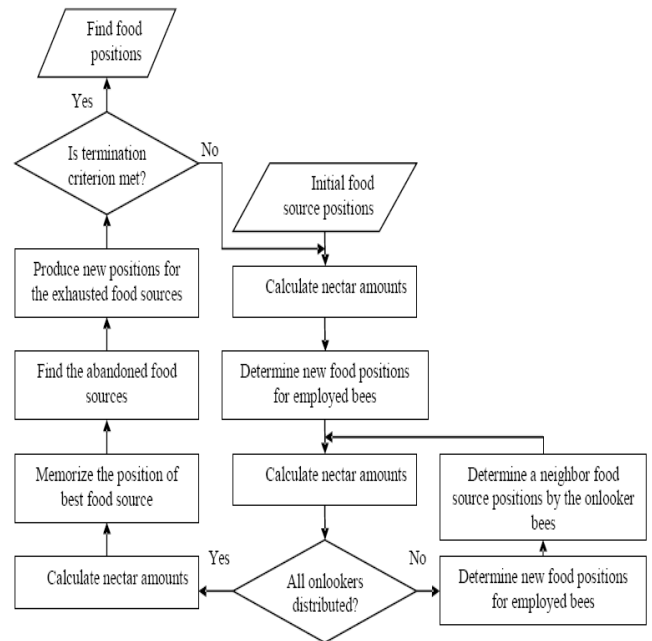 Find food
positions
Yes
Is termination
criterion met?
No
Initial food
source positions
Produce new positions for
the exhausted food sources
Calculate nectar amounts
Find the abandoned food
sources
Determine new food positions
for employed bees
Memorize the position of
best food source
Calculate nectar amounts
Determine a neighbor food
source positions by the onlooker
bees
Calculate nectar amounts
Yes
All onlookers
distributed?
No
Determine new food positions
for employed bees